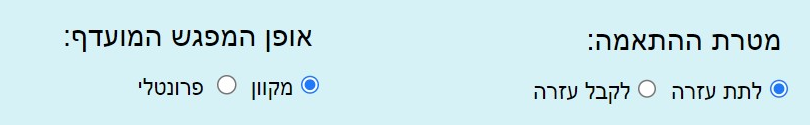 מטרת ההתאמה:
לתת עזרה לקבל עזרה
אופן המפגש המועדף:
מקוון פרונטלי